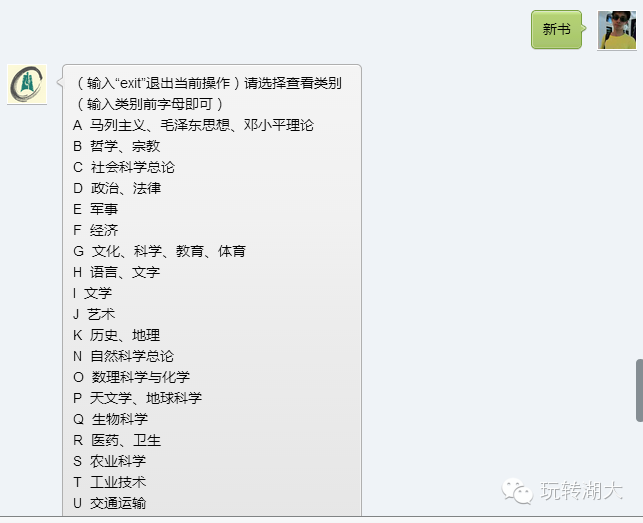 新书
（输入“exit”退出当前操作）请选择查看类别
（输入类别前字母即可）
A 马列主义、毛泽东思想、邓小平理论
B 哲学、宗教
C 社会科学总论
D 政治、法律
E 军事
F 经济
G 文化、科学、教育、体育
H 语言、文字
I 文学
J 艺术
K 历史、地理
N 自然科学总论
O 数理科学与化学
P 天文学、地球科学
Q 生物科学
R 医药、卫生
S 农业科学
T 工业技术
U 交通运输
玩转湖大